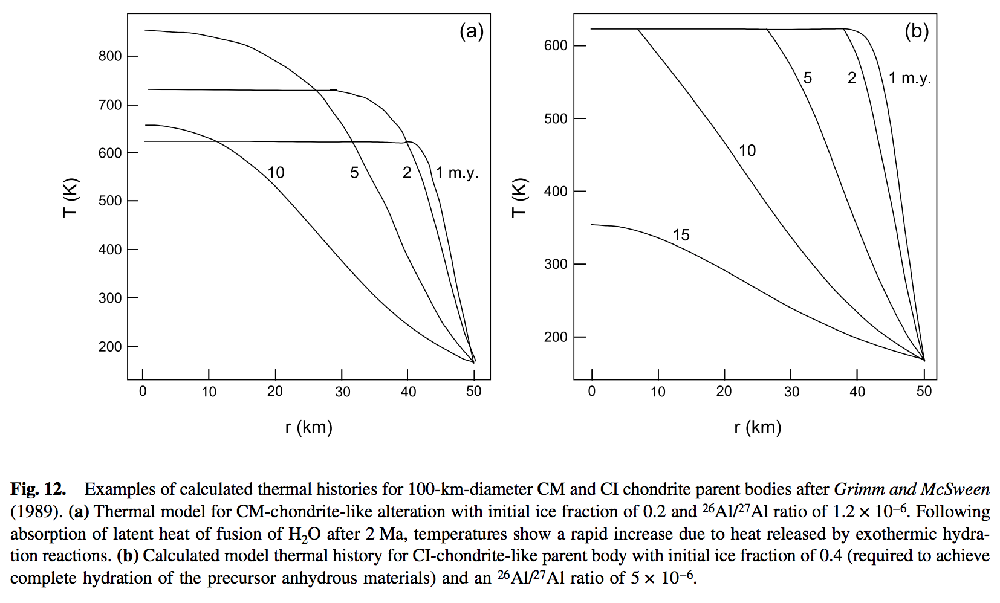 (a)
800
700
600
500
400
300
200
T (K)
10
5
2
1 m.y.
0
10
20
30
40
50
r (km)
(b)
600
500
400
300
200
T (K)
5
2
1 m.y.
10
15
0
10
20
30
40
50
r (km)
Fig. 12. Examples of calculated thermal histories for 100-km-diameter CM and CI chondrite parent bodies after Grimm and McSween
(1989). (a) Thermal model for CM-chondrite-like alteration with initial ice fraction of 0.2 and ²⁶Al/²⁷Al ratio of 1.2 × 10⁻⁶. Following
absorption of latent heat of fusion of H₂O after 2 Ma, temperatures show a rapid increase due to heat released by exothermic hydra-
tion reactions. (b) Calculated model thermal history for CI-chondrite-like parent body with initial ice fraction of 0.4 (required to achieve
complete hydration of the precursor anhydrous materials) and an ²⁶Al/²⁷Al ratio of 5 × 10⁻⁶.